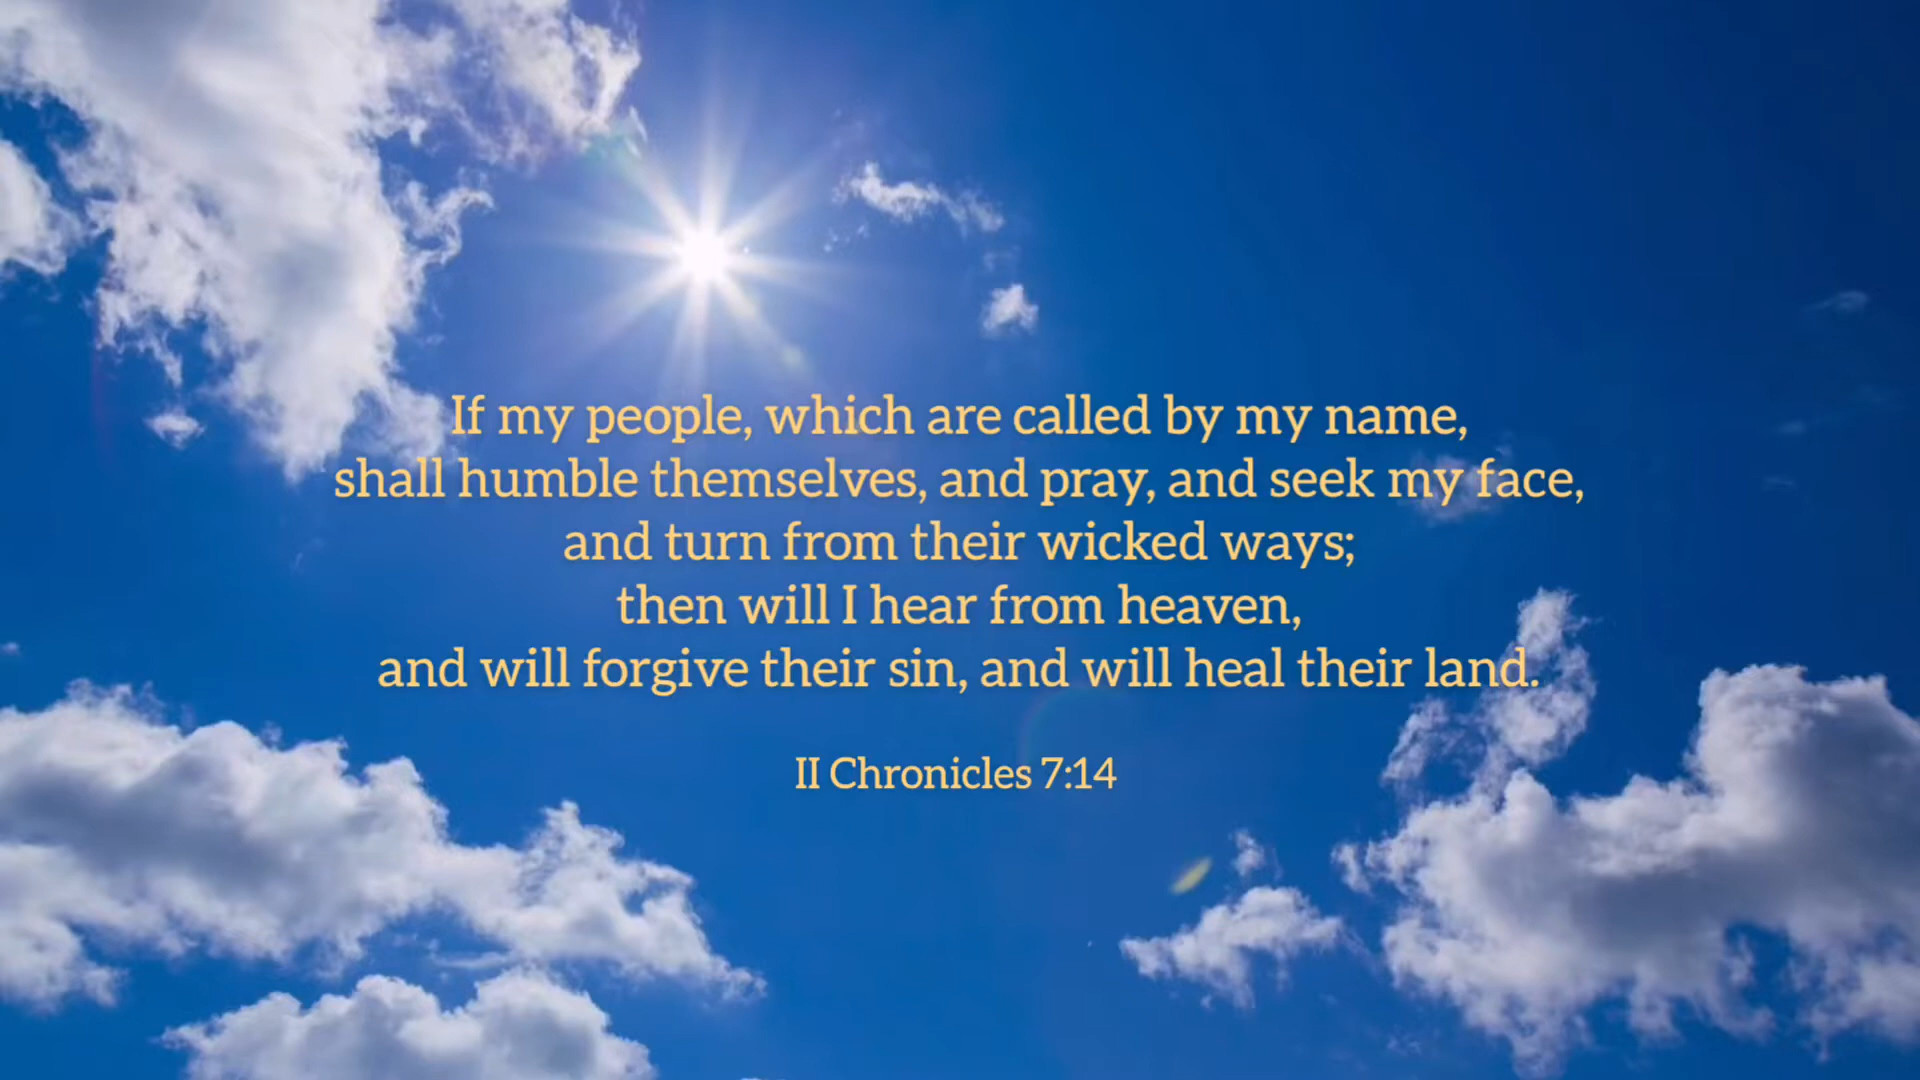 If my people, which are called by my name,
shall humble themselves, and pray, and seek my face,
and turn from their wicked ways;
then will I hear from heaven,
and will forgive their sin, and will heal their land.
II Chronicles 7:14